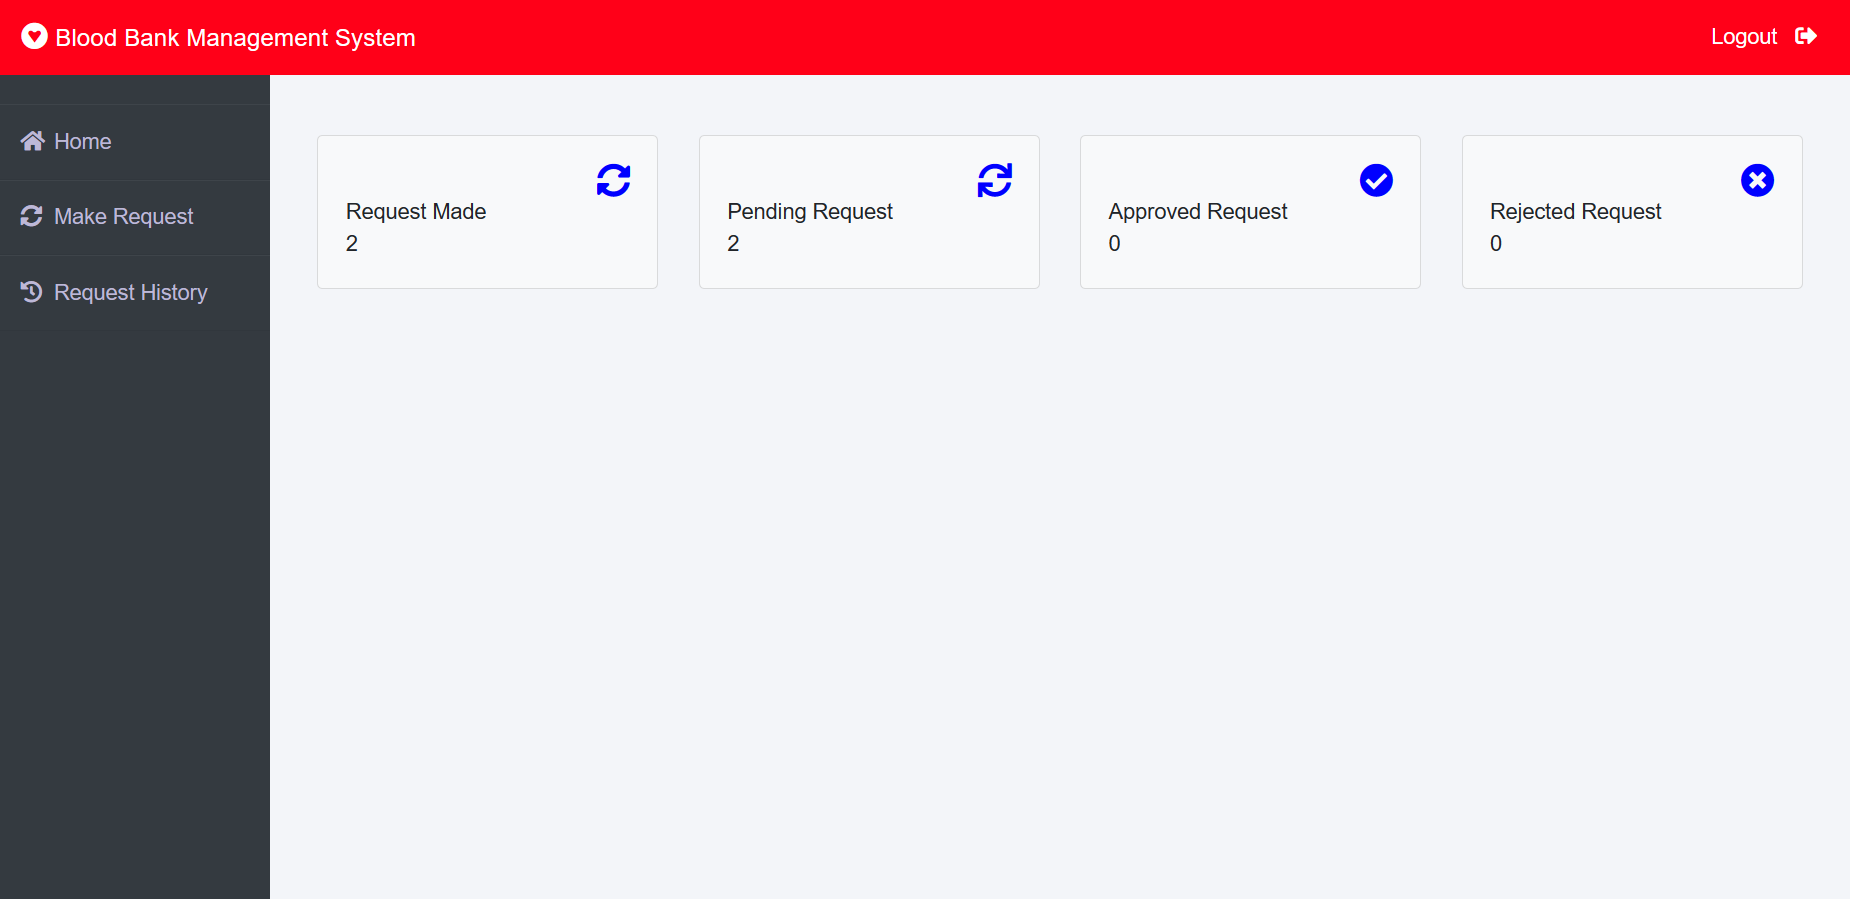 Blood Bank Management System
Logout
Home
Make Request
Request History
Request Made
2
Pending Request
2
Approved Request
0
Rejected Request
0